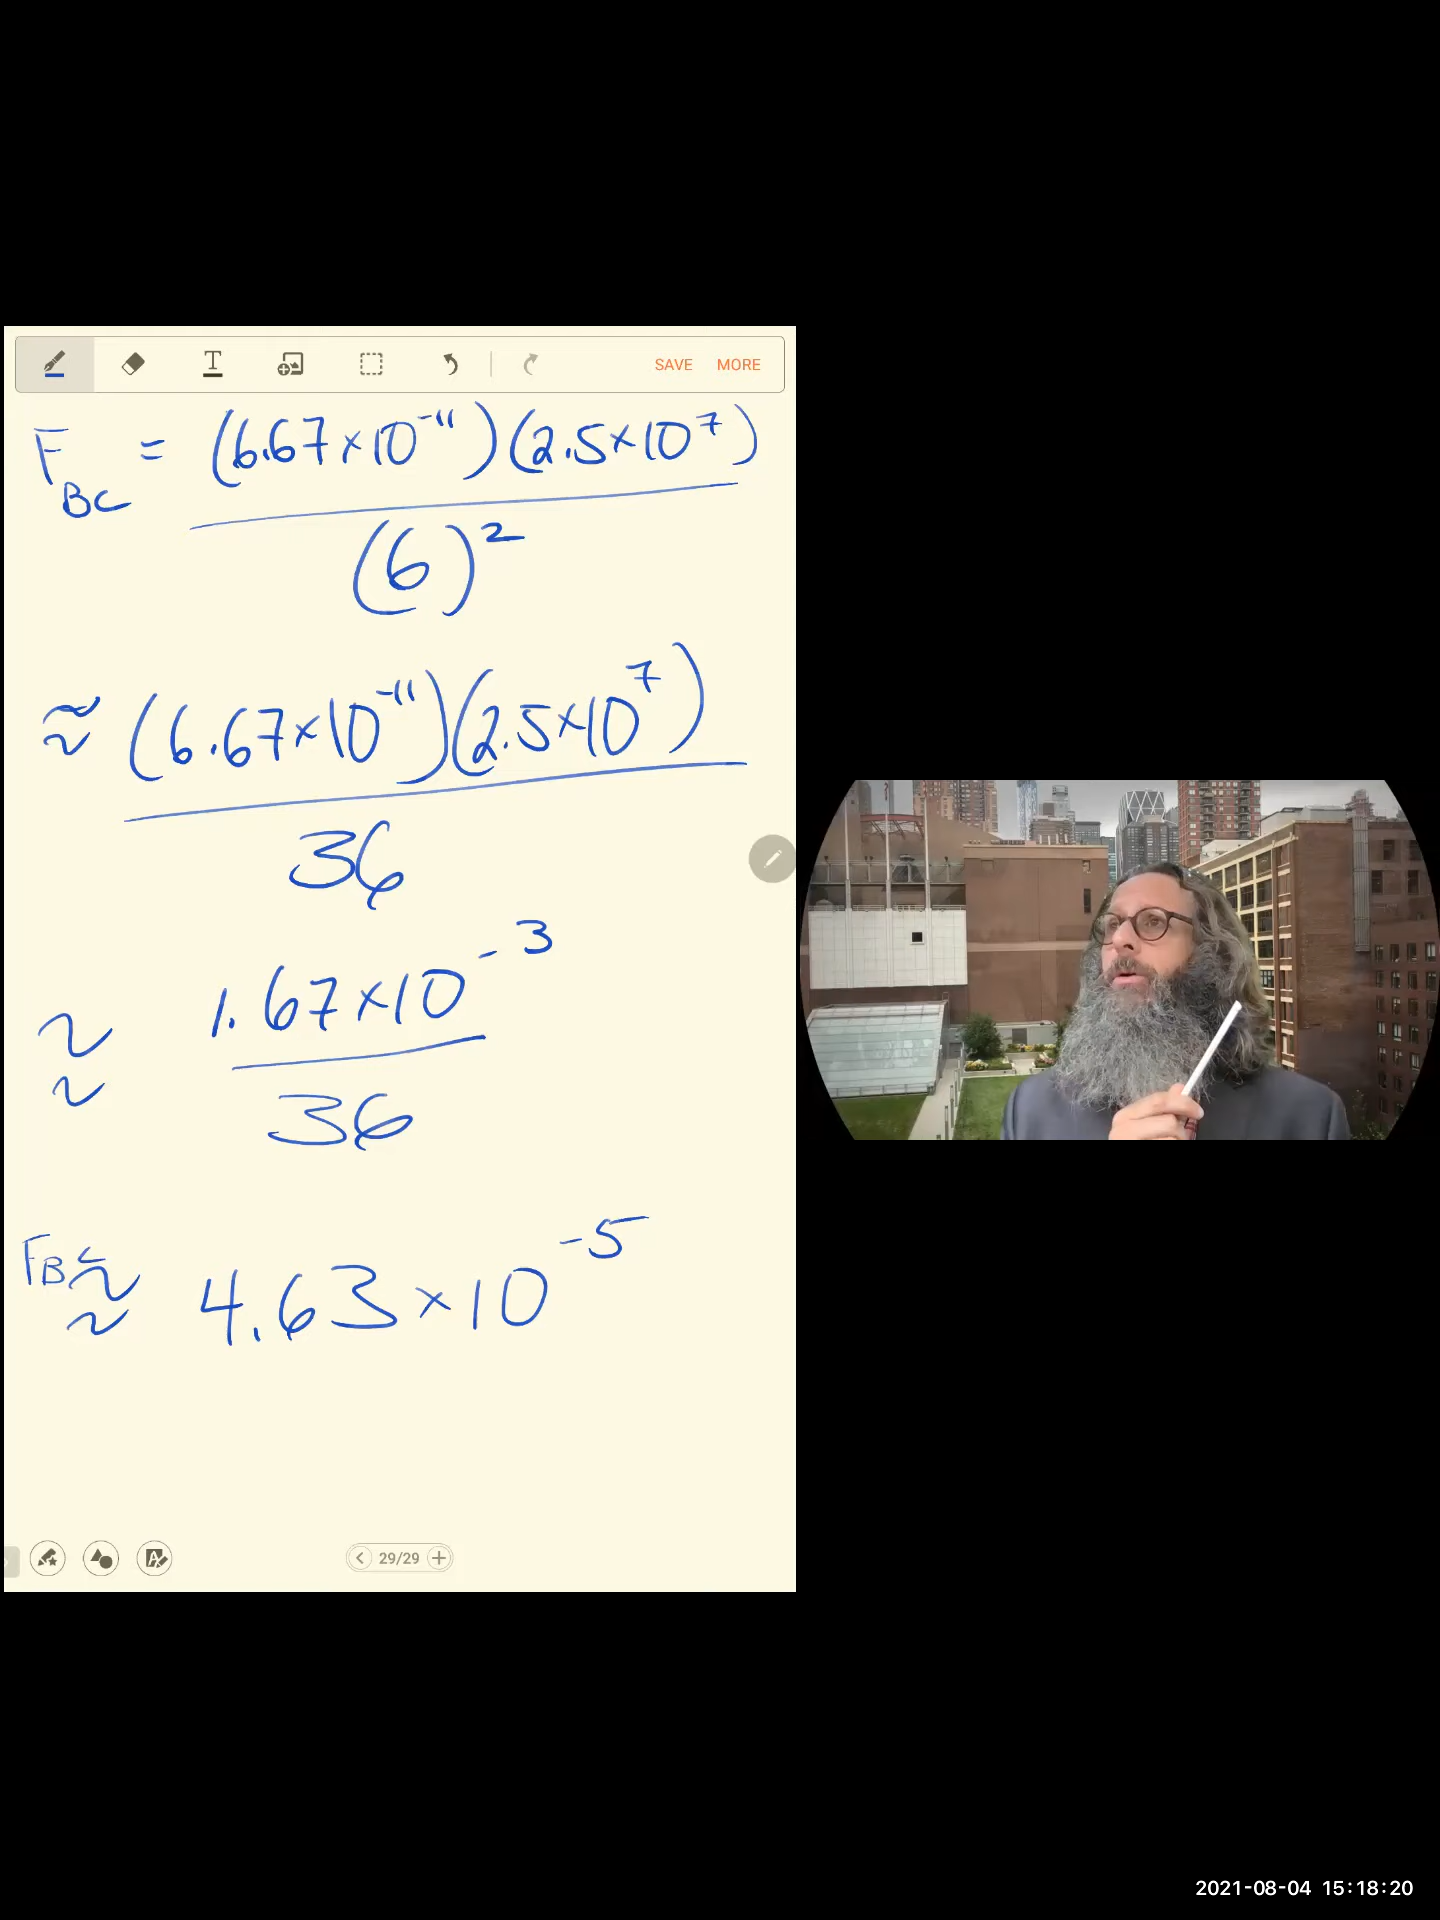 T
SAVE MORE
F_BC = (6.67×10^-11)(2.5×10^7)
(6)^2
≈ (6.67×10^-11)(2.5×10^7)
36
≈ 1.67×10^-3
36
F_BC ≈ 4.63×10^-5
29/29
2021-08-04 15:18:20